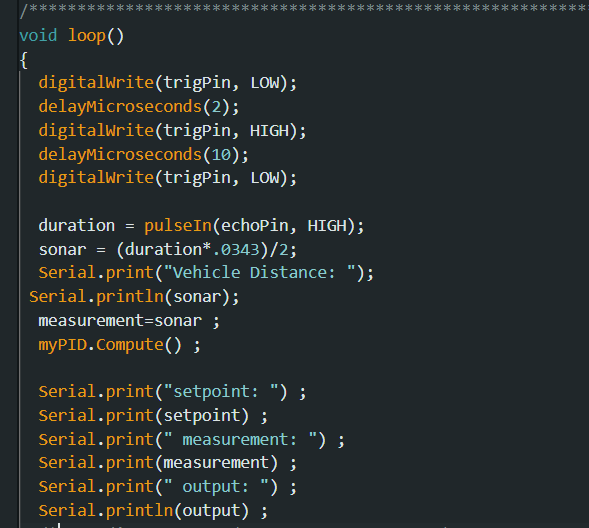 /************************************************************
void loop()
{
  digitalWrite(trigPin, LOW);
  delayMicroseconds(2);
  digitalWrite(trigPin, HIGH);
  delayMicroseconds(10);
  digitalWrite(trigPin, LOW);

  duration = pulseIn(echoPin, HIGH);
  sonar = (duration*.0343)/2;
  Serial.print("Vehicle Distance: ");
 Serial.println(sonar);
  measurement=sonar ;
  myPID.Compute() ;

  Serial.print("setpoint: ") ;
  Serial.print(setpoint) ;
  Serial.print(" measurement: ") ;
  Serial.print(measurement) ;
  Serial.print(" output: ") ;
  Serial.println(output) ;